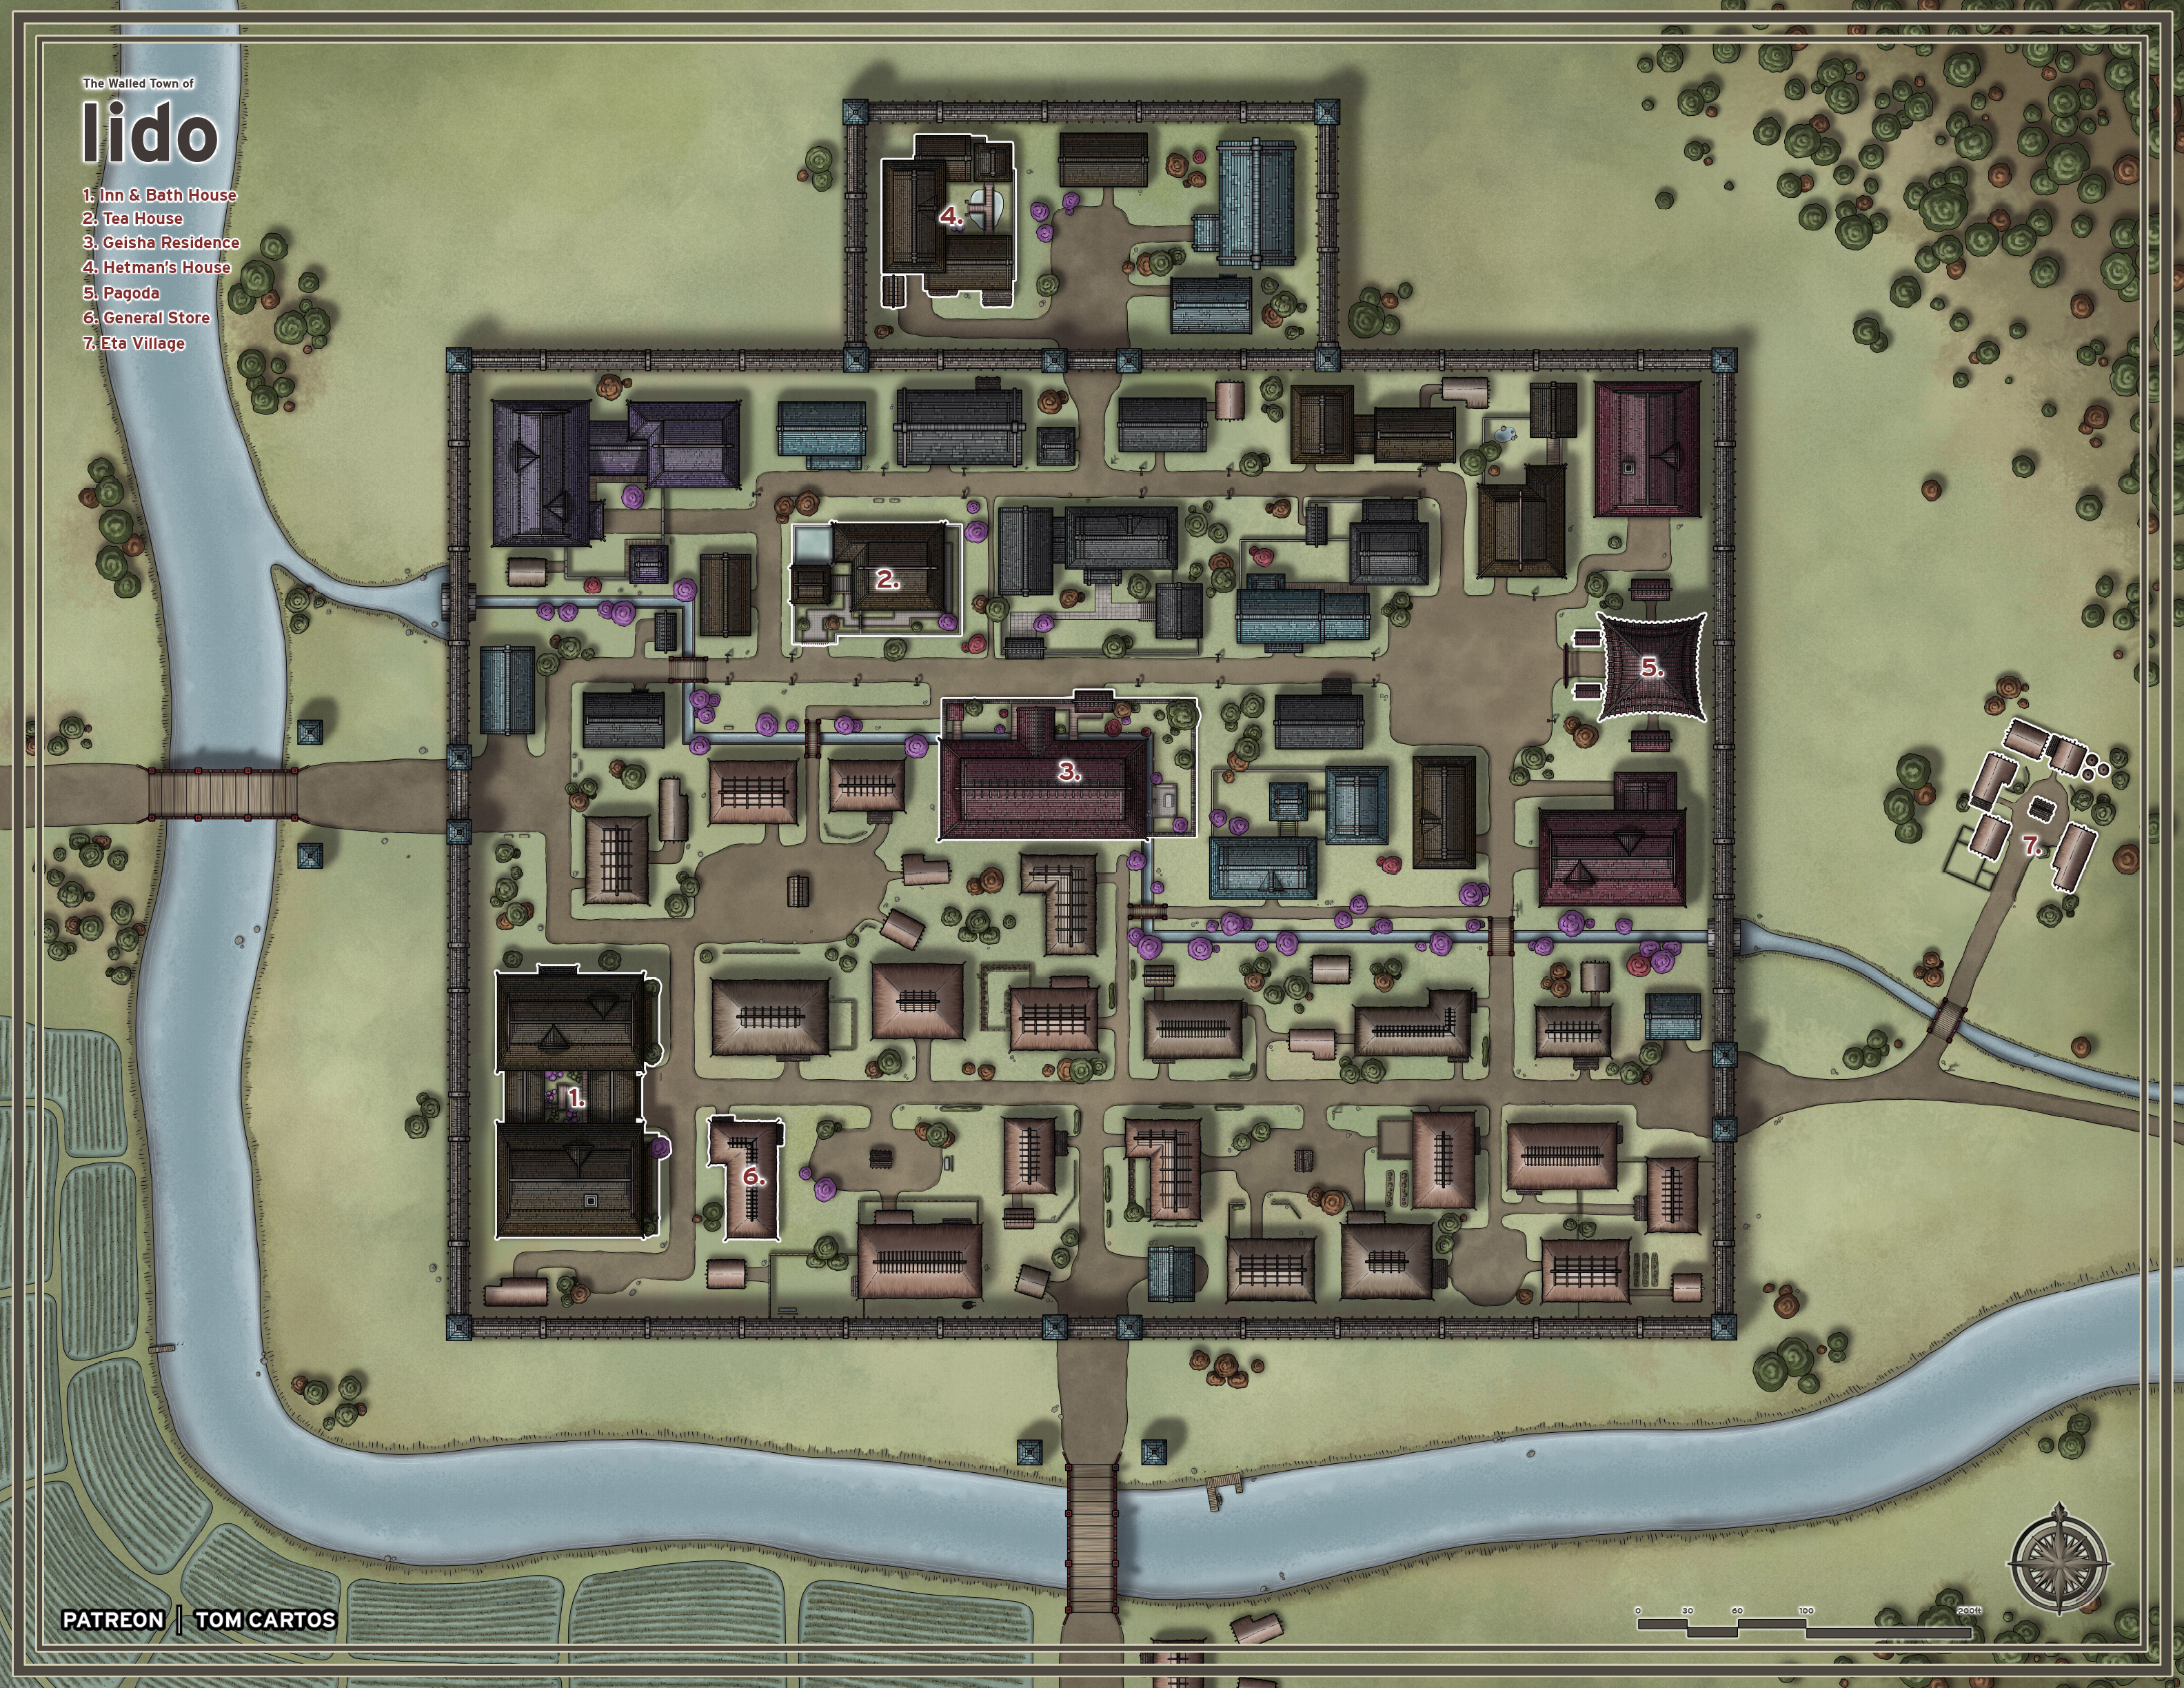 The Walled Town of
lido
1. Inn & Bath House
2. Tea House
3. Geisha Residence
4. Hetman's House
5. Pagoda
6. General Store
7. Eta Village
4.
2.
5.
3.
7.
1.
6.
0 30 60 100 200ft
PATREON | TOM CARTOS